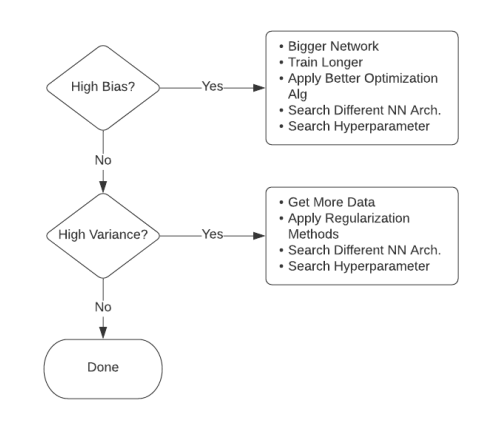 High Bias?
Yes
• Bigger Network
• Train Longer
• Apply Better Optimization
Alg
• Search Different NN Arch.
• Search Hyperparameter
No
High Variance?
Yes
• Get More Data
• Apply Regularization
Methods
• Search Different NN Arch.
• Search Hyperparameter
No
Done